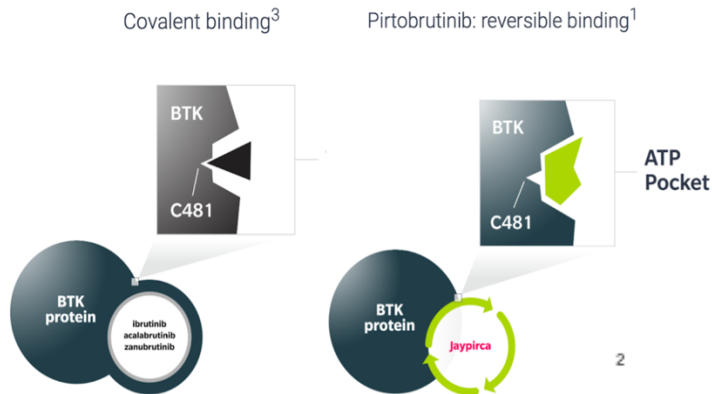 Covalent binding3
Pirtobrutinib: reversible binding1
BTK
C481
BTK
C481
ATP
Pocket
BTK
protein
ibrutinib
acalabrutinib
zanubrutinib
BTK
protein
Jaypirca
2